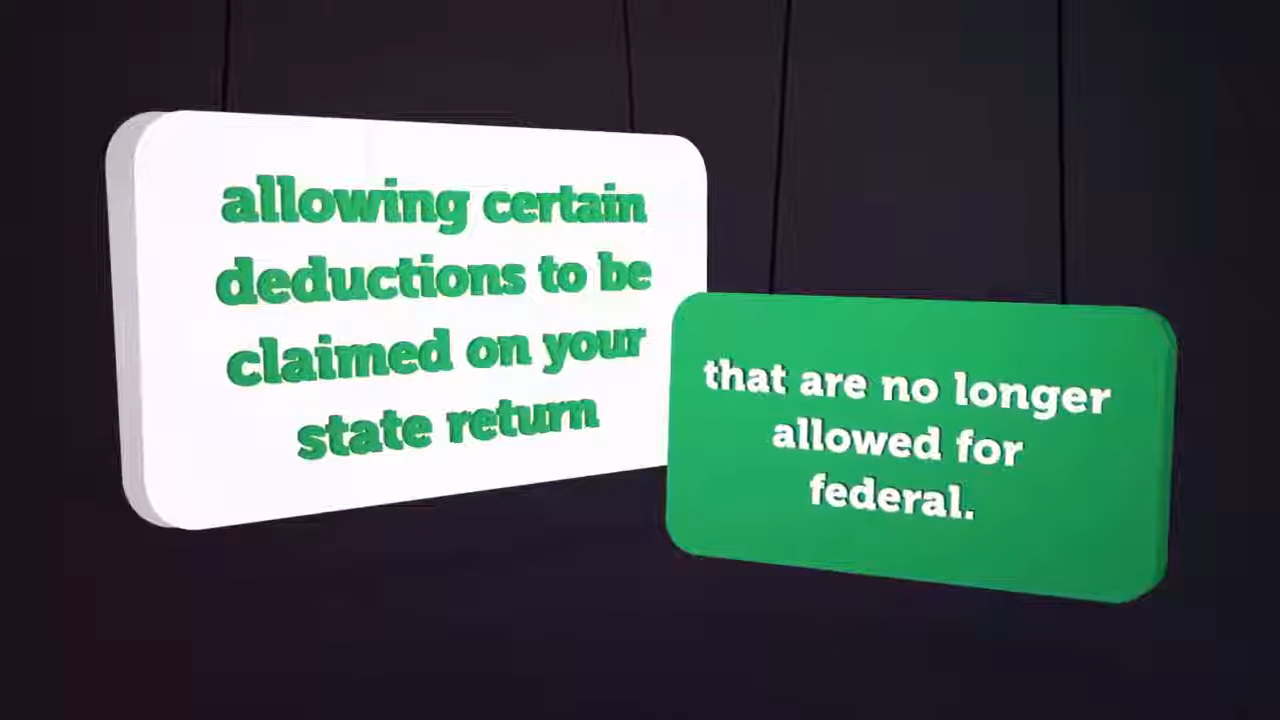 allowing certain
deductions to be
claimed on your
state return
that are no longer
allowed for
federal.